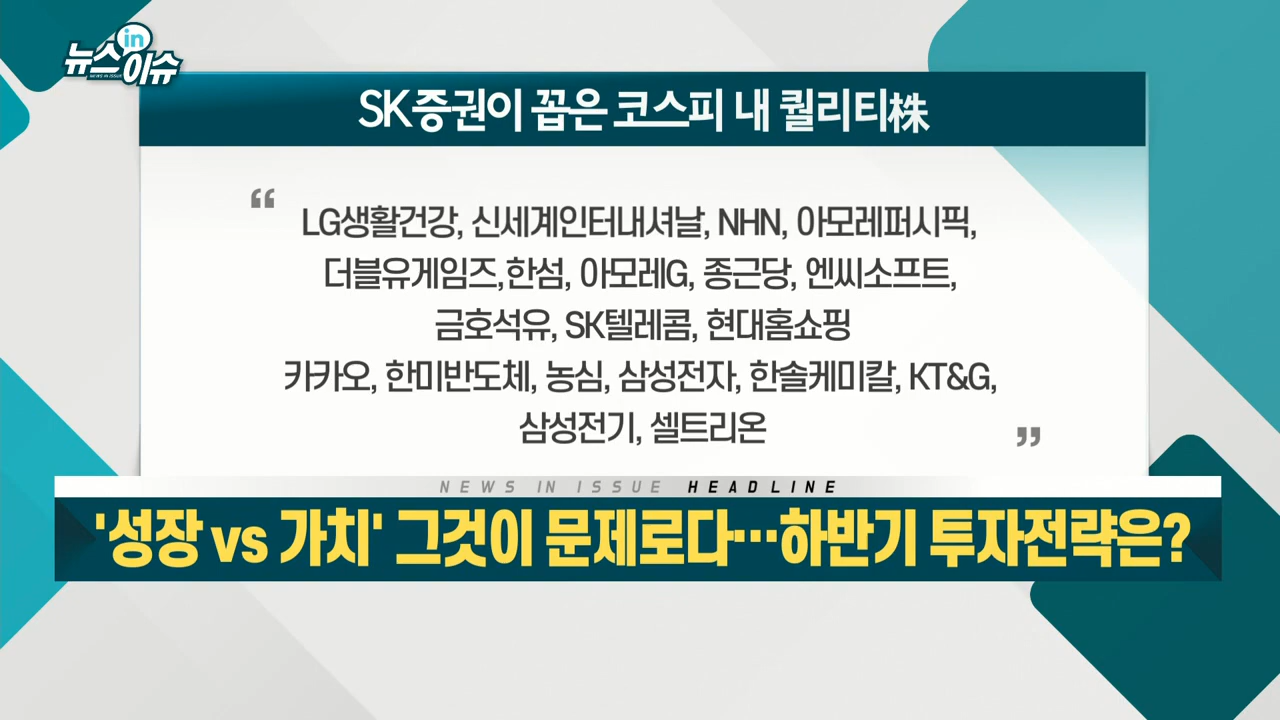 뉴스in이슈
NEWS IN ISSUE
SK증권이 꼽은 코스피 내 퀄리티株
“
LG생활건강, 신세계인터내셔날, NHN, 아모레퍼시픽,
더블유게임즈,한섬, 아모레G, 종근당, 엔씨소프트,
금호석유, SK텔레콤, 현대홈쇼핑
카카오, 한미반도체, 농심, 삼성전자, 한솔케미칼, KT&G,
삼성전기, 셀트리온
”
NEWS IN ISSUE HEADLINE
'성장 vs 가치' 그것이 문제로다…하반기 투자전략은?